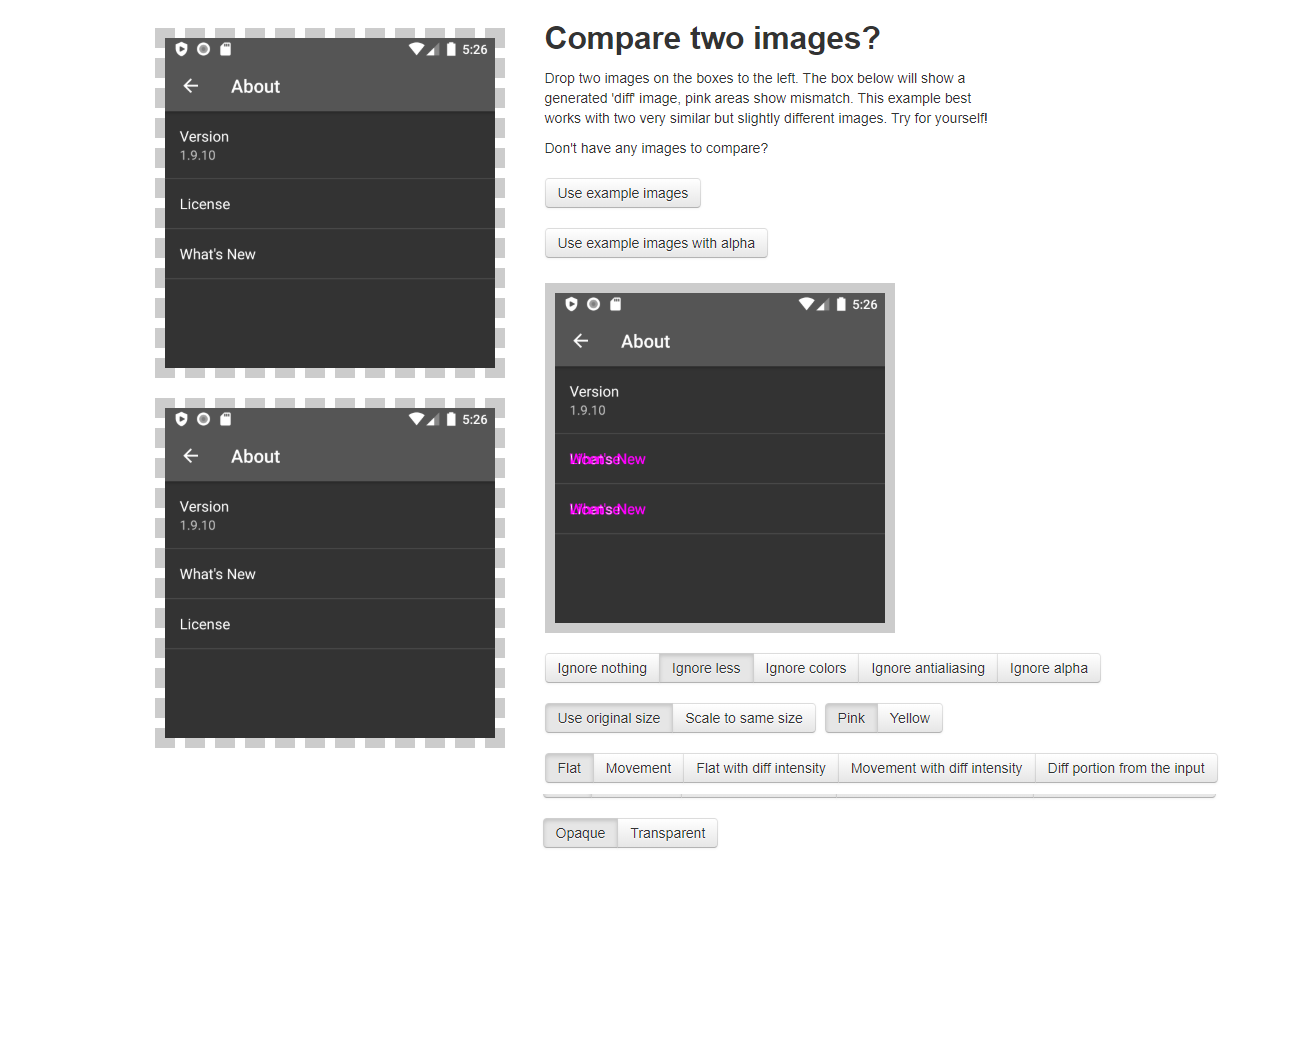 5:26
About
Version
1.9.10
License
What's New
5:26
About
Version
1.9.10
What's New
License
Compare two images?
Drop two images on the boxes to the left. The box below will show a
generated 'diff' image, pink areas show mismatch. This example best
works with two very similar but slightly different images. Try for yourself!
Don't have any images to compare?
Use example images
Use example images with alpha
5:26
About
Version
1.9.10
Ignore nothing Ignore less Ignore colors Ignore antialiasing Ignore alpha
Use original size Scale to same size Pink Yellow
Flat Movement Flat with diff intensity Movement with diff intensity Diff portion from the input
Opaque Transparent